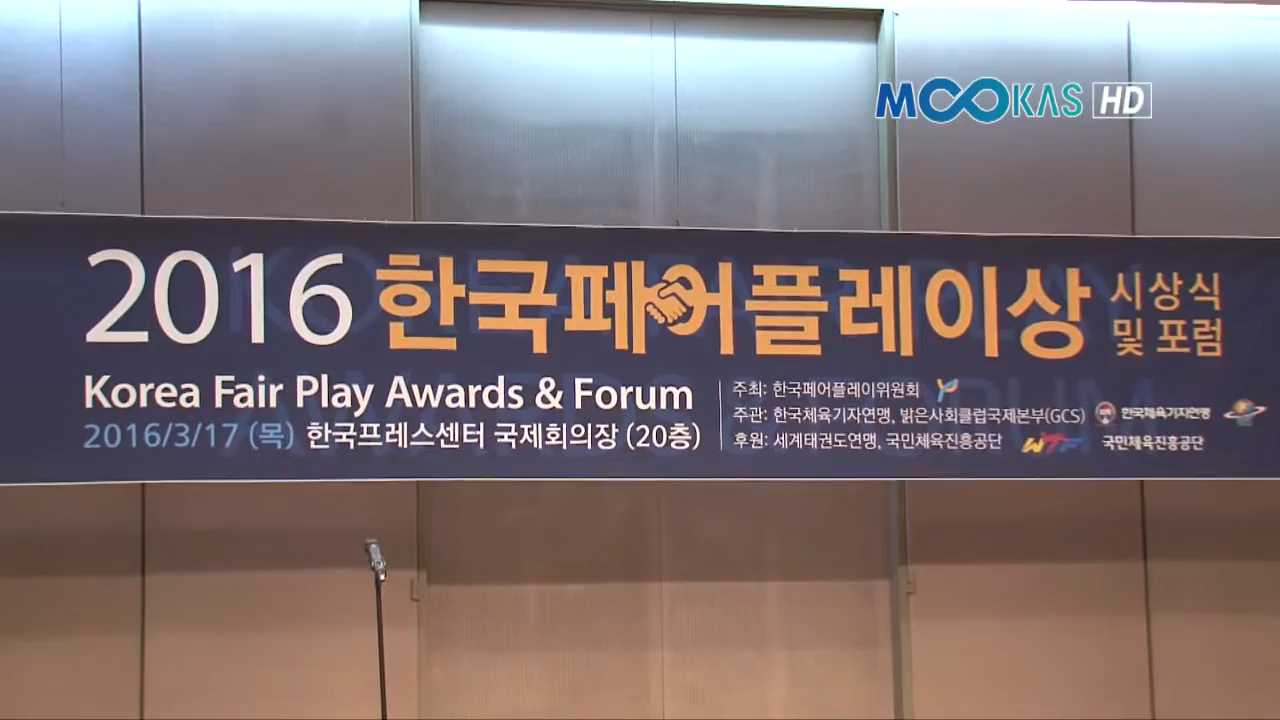 MOOKAS HD
2016 한국페어플레이상 시상식 및 포럼
Korea Fair Play Awards & Forum
2016/3/17 (목) 한국프레스센터 국제회의장 (20층)
주최: 한국페어플레이위원회
주관: 한국체육기자연맹, 밝은사회클럽국제본부(GCS) 한국체육기자연맹
후원: 세계태권도연맹, 국민체육진흥공단 WTF 국민체육진흥공단